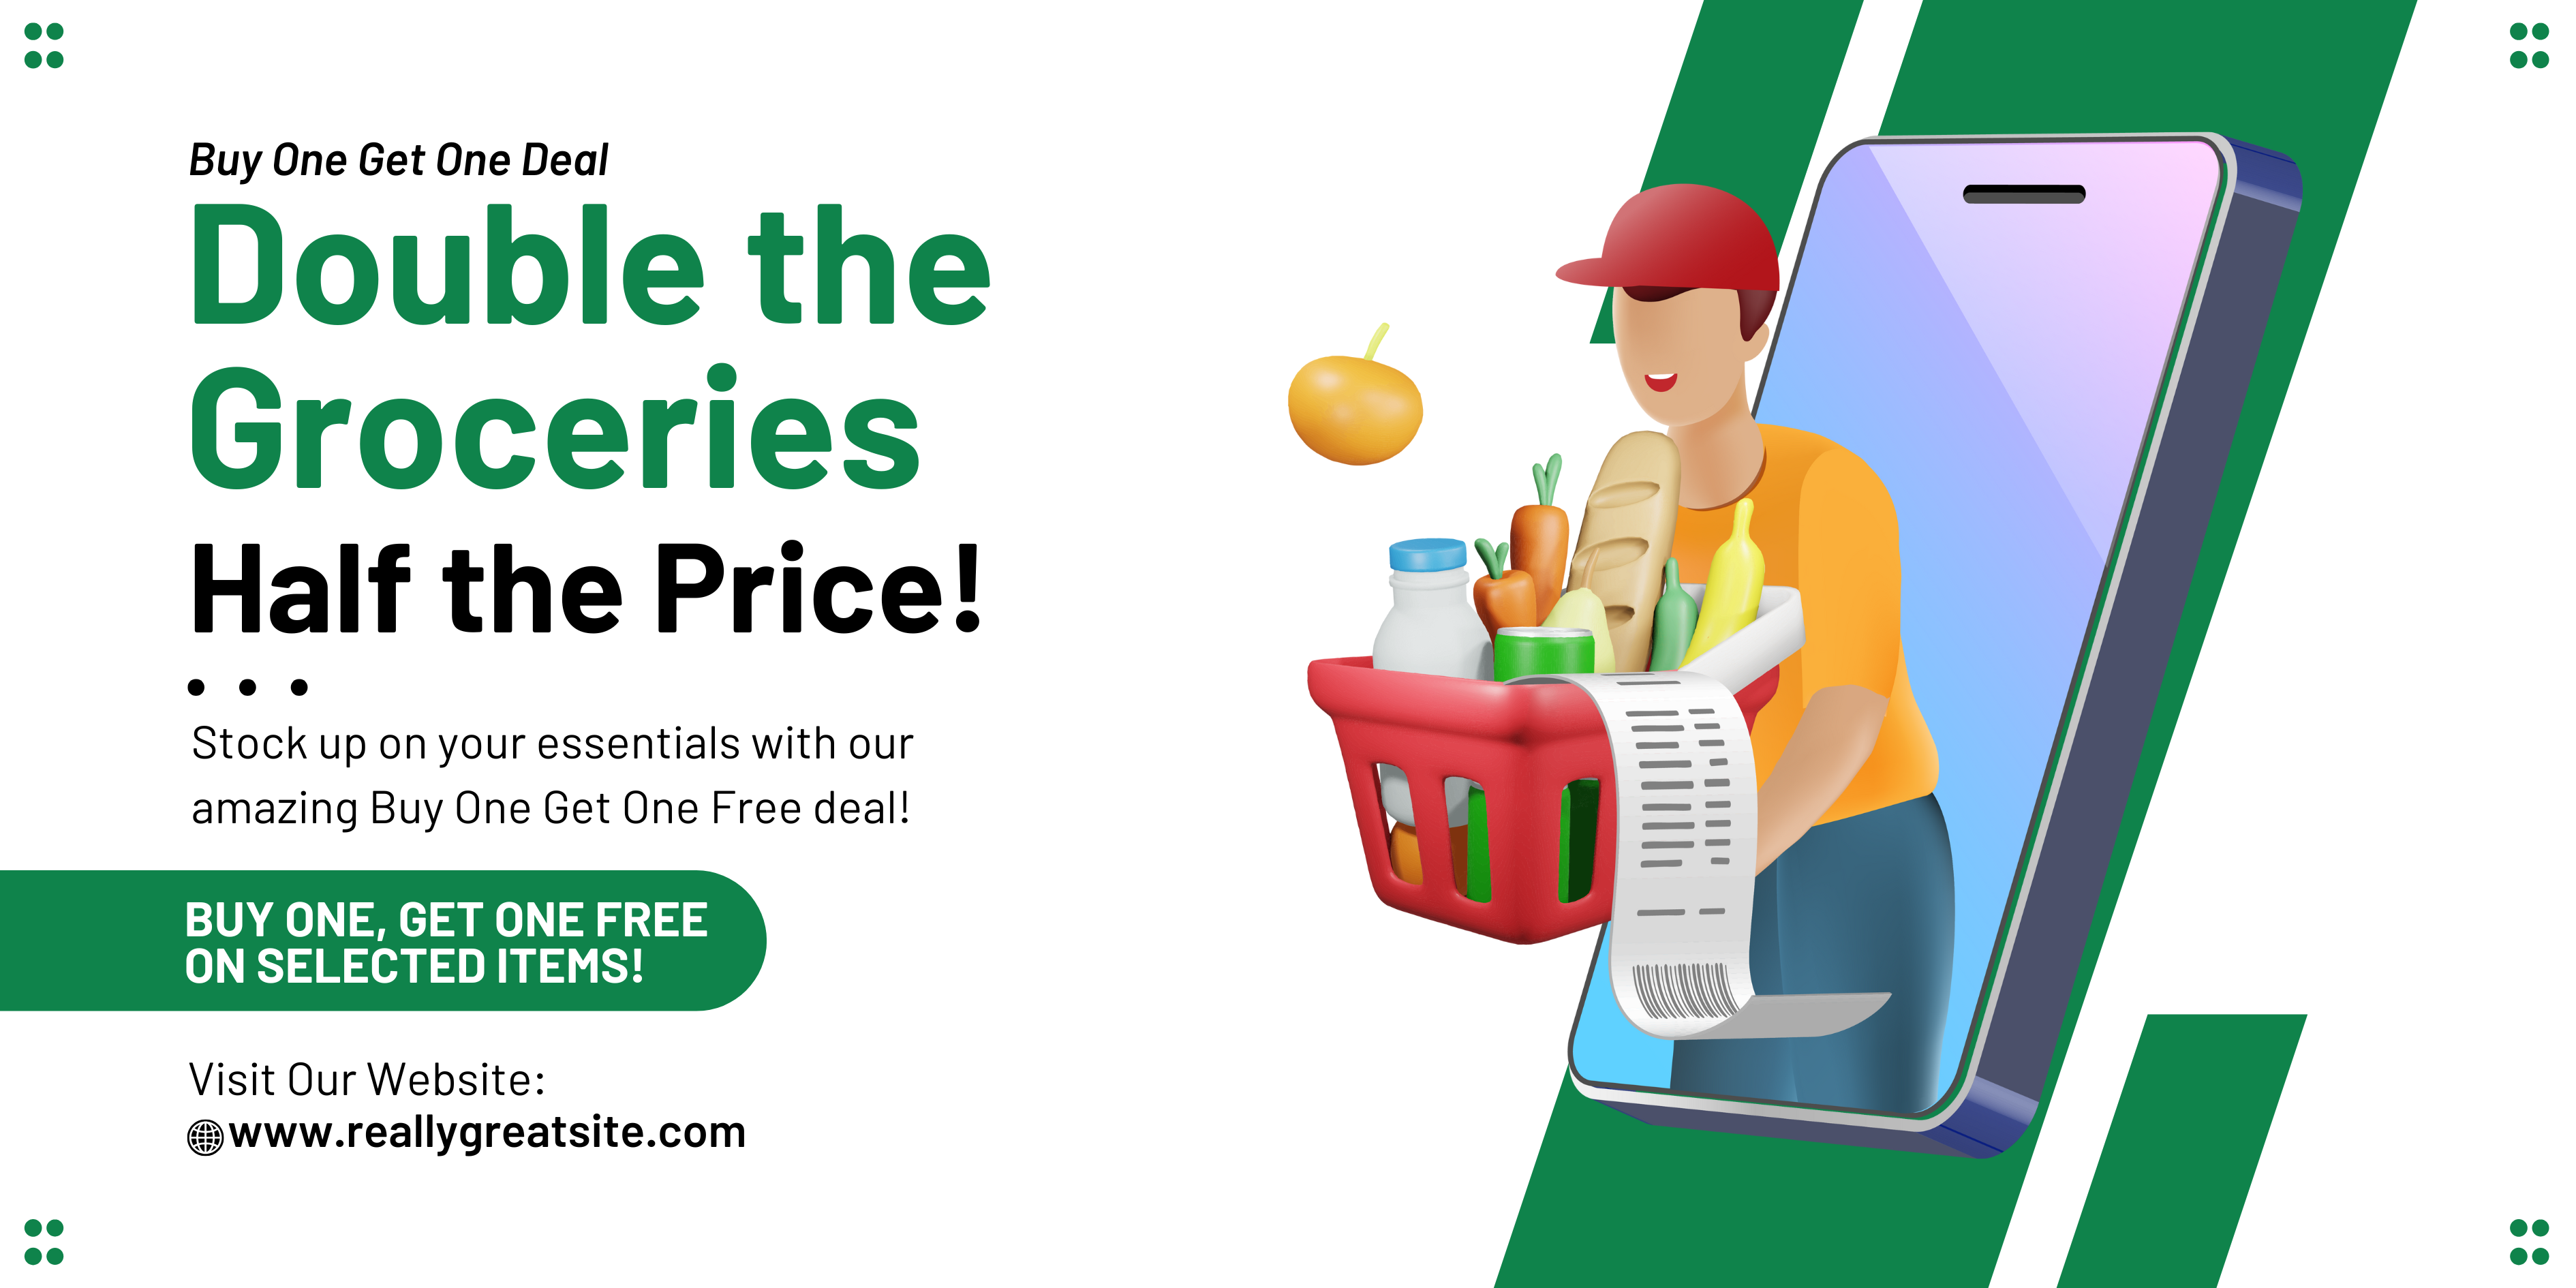 Buy One Get One Deal
Double the
Groceries
Half the Price!
Stock up on your essentials with our
amazing Buy One Get One Free deal!
BUY ONE, GET ONE FREE
ON SELECTED ITEMS!
Visit Our Website:
www.reallygreatsite.com